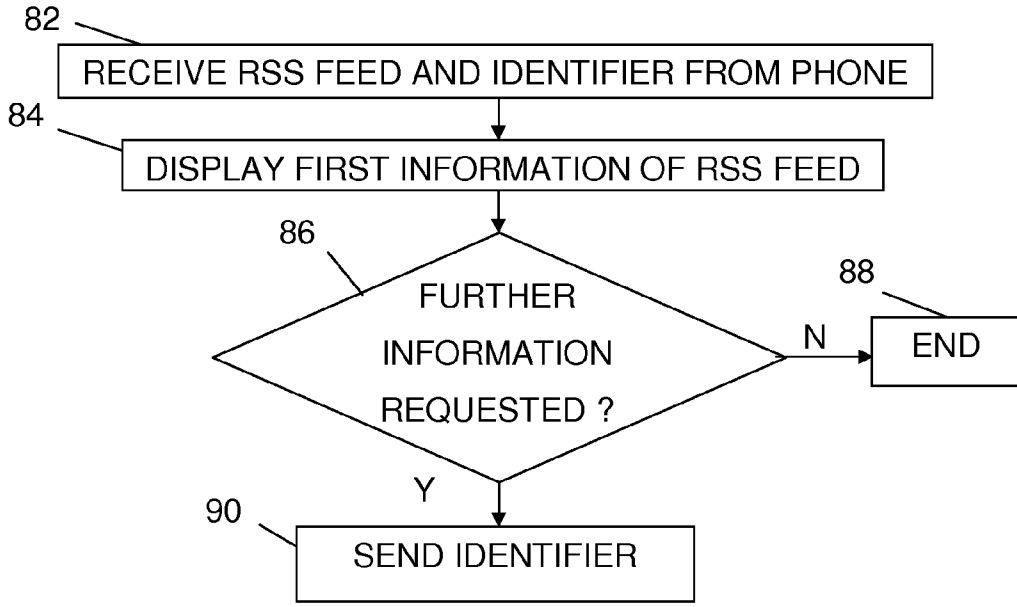 82
RECEIVE RSS FEED AND IDENTIFIER FROM PHONE
84
DISPLAY FIRST INFORMATION OF RSS FEED
86
FURTHER
INFORMATION
REQUESTED ?
88
N
END
Y
90
SEND IDENTIFIER